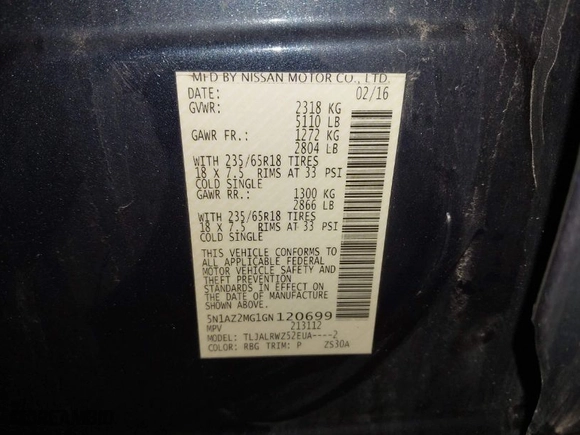 MFD BY NISSAN MOTOR CO., LTD.
DATE: 02/16
GVWR: 2318 KG
5110 LB
GAWR FR.: 1272 KG
2804 LB
WITH 235/65R18 TIRES
18 X 7.5 RIMS AT 33 PSI
COLD SINGLE
GAWR RR.: 1300 KG
2866 LB
WITH 235/65R18 TIRES
18 X 7.5 RIMS AT 33 PSI
COLD SINGLE
THIS VEHICLE CONFORMS TO
ALL APPLICABLE FEDERAL
MOTOR VEHICLE SAFETY AND
THEFT PREVENTION
STANDARDS IN EFFECT ON
THE DATE OF MANUFACTURE
SHOWN ABOVE.
5N1AZ2MG1GN120699
MPV 213112
MODEL: TLJALRWZ52EUA----2
COLOR: RBG TRIM: P ZS30A